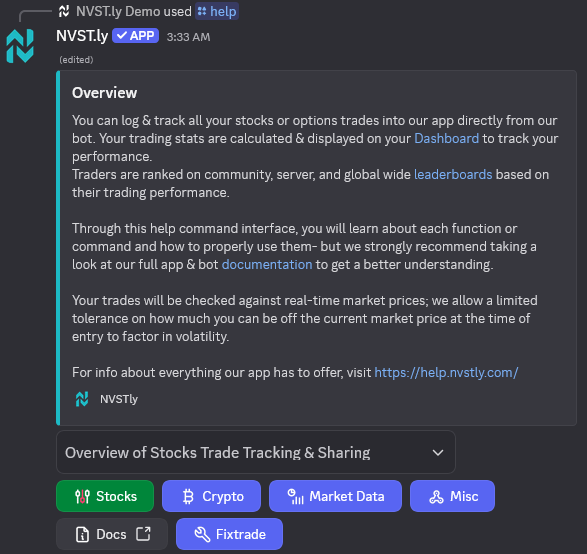 NVST.ly Demo used help
NVST.ly APP 3:33 AM
(edited)
Overview
You can log & track all your stocks or options trades into our app directly from our
bot. Your trading stats are calculated & displayed on your Dashboard to track your
performance.
Traders are ranked on community, server, and global wide leaderboards based on
their trading performance.
Through this help command interface, you will learn about each function or
command and how to properly use them- but we strongly recommend taking a
look at our full app & bot documentation to get a better understanding.
Your trades will be checked against real-time market prices; we allow a limited
tolerance on how much you can be off the current market price at the time of
entry to factor in volatility.
For info about everything our app has to offer, visit https://help.nvstly.com/
NVSTly
Overview of Stocks Trade Tracking & Sharing
Stocks Crypto Market Data Misc
Docs Fixtrade